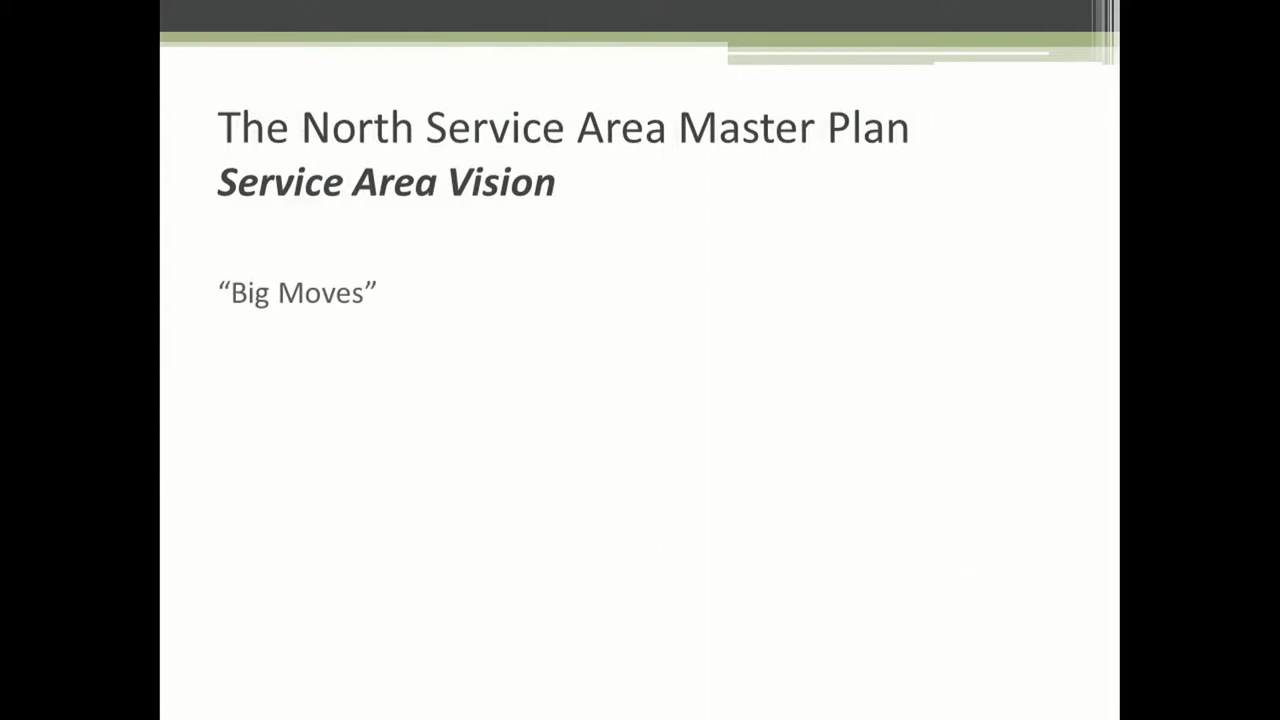 The North Service Area Master Plan
Service Area Vision
“Big Moves”